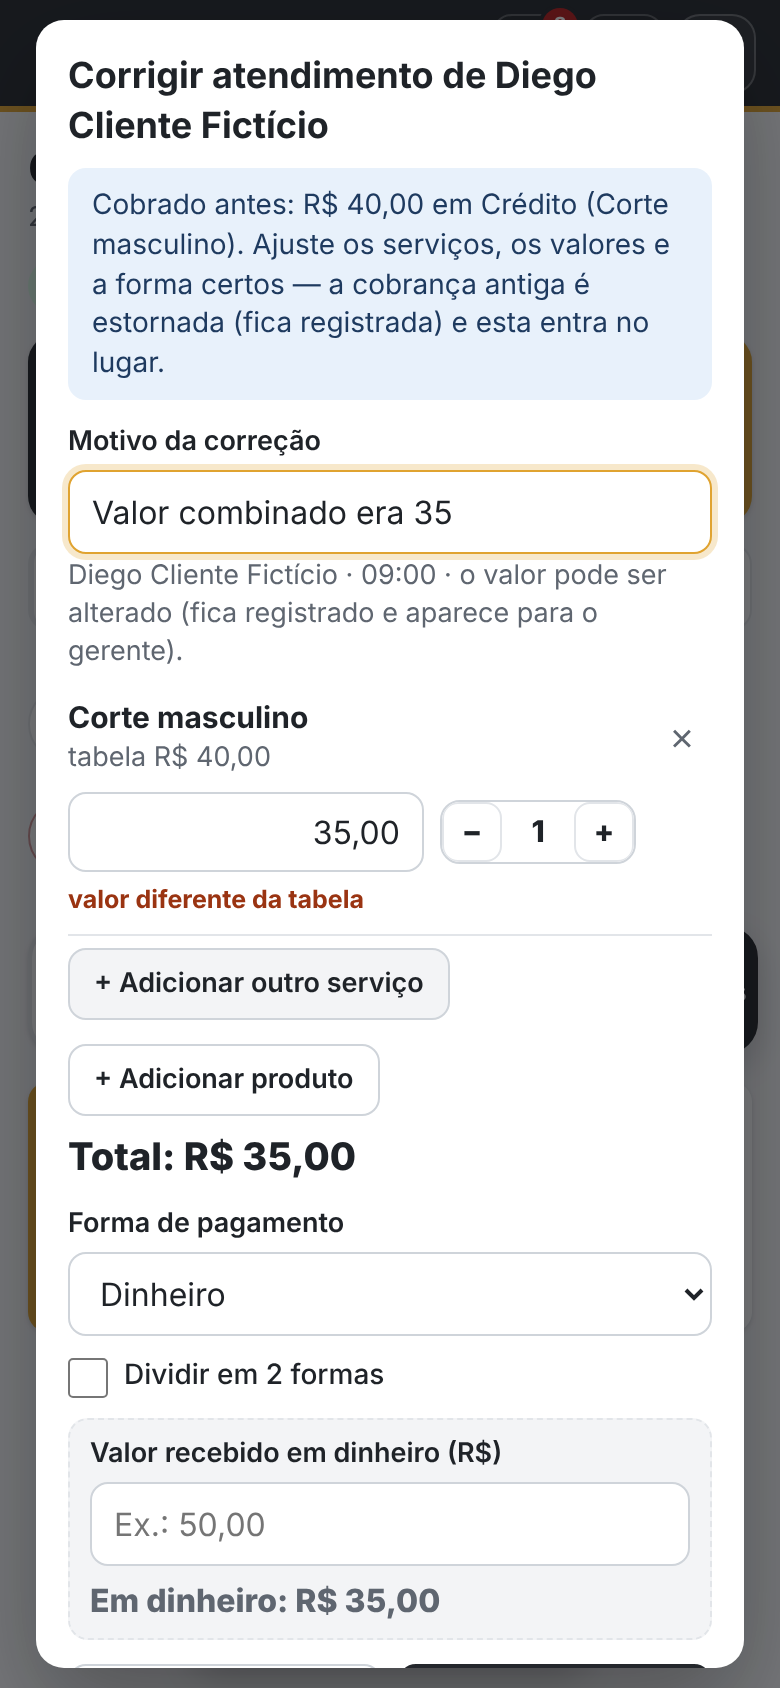 Corrigir atendimento de Diego
Cliente Fictício
Cobrado antes: R$ 40,00 em Crédito (Corte
masculino). Ajuste os serviços, os valores e
a forma certos — a cobrança antiga é
estornada (fica registrada) e esta entra no
lugar.
Motivo da correção
Valor combinado era 35
Diego Cliente Fictício · 09:00 · o valor pode ser
alterado (fica registrado e aparece para o
gerente).
Corte masculino
tabela R$ 40,00
×
35,00
− 1 +
valor diferente da tabela
+ Adicionar outro serviço
+ Adicionar produto
Total: R$ 35,00
Forma de pagamento
Dinheiro
Dividir em 2 formas
Valor recebido em dinheiro (R$)
Ex.: 50,00
Em dinheiro: R$ 35,00